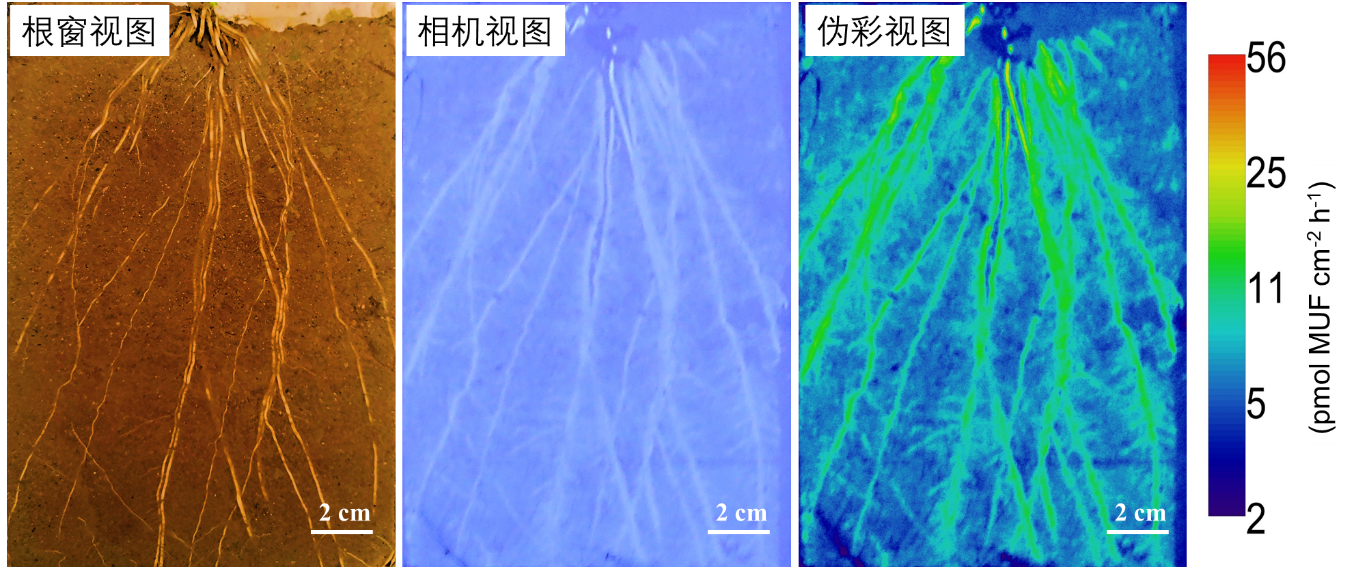 根窗视图
相机视图
伪彩视图
2 cm
2 cm
2 cm
56
25
11
5
2
(pmol MUF cm⁻² h⁻¹)